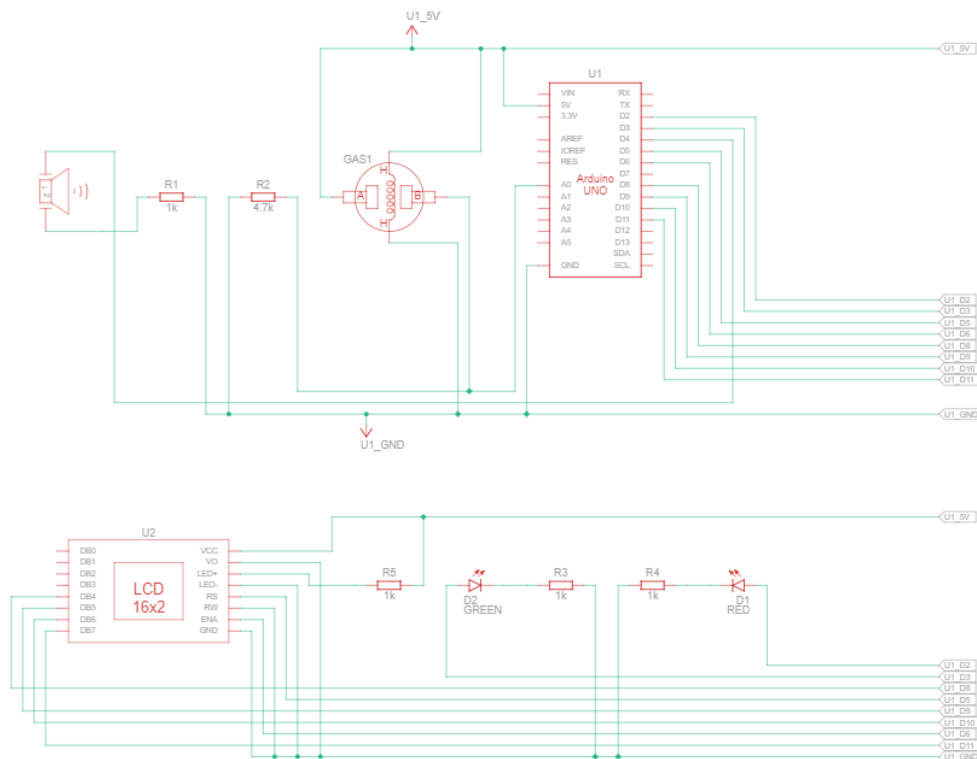 U1_5V
U1_5V
U1
VIN
5V
3.3V
AREF
IOREF
RES
A0
A1
A2
A3
A4
A5
GND
Arduino
UNO
RX
TX
D2
D3
D4
D5
D6
D7
D8
D9
D10
D11
D12
D13
SDA
SCL
GAS1
H
A
B
H
R1
1k
R2
4.7k
U1_D2
U1_D3
U1_D5
U1_D6
U1_D8
U1_D9
U1_D10
U1_D11
U1_GND
U1_GND
U1_5V
U2
DB0
DB1
DB2
DB3
DB4
DB5
DB6
DB7
LCD
16x2
VCC
VO
LED+
LED-
RS
RW
ENA
GND
R5
1k
D2
GREEN
R3
1k
R4
1k
D1
RED
U1_D2
U1_D3
U1_D8
U1_D5
U1_D9
U1_D10
U1_D6
U1_D11
U1_GND